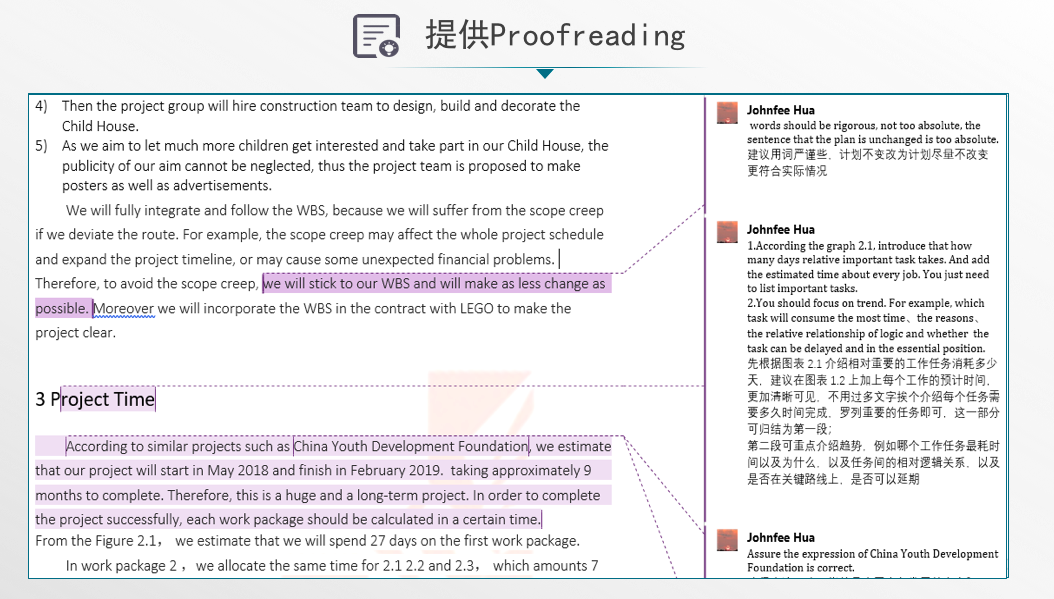 提供Proofreading
4) Then the project group will hire construction team to design, build and decorate the
Child House.
5) As we aim to let much more children get interested and take part in our Child House, the
publicity of our aim cannot be neglected, thus the project team is proposed to make
posters as well as advertisements.
We will fully integrate and follow the WBS, because we will suffer from the scope creep
if we deviate the route. For example, the scope creep may affect the whole project schedule
and expand the project timeline, or may cause some unexpected financial problems.
Therefore, to avoid the scope creep, we will stick to our WBS and will make as less change as
possible. Moreover we will incorporate the WBS in the contract with LEGO to make the
project clear.
3 Project Time
According to similar projects such as China Youth Development Foundation, we estimate
that our project will start in May 2018 and finish in February 2019. taking approximately 9
months to complete. Therefore, this is a huge and a long-term project. In order to complete
the project successfully, each work package should be calculated in a certain time.
From the Figure 2.1， we estimate that we will spend 27 days on the first work package.
In work package 2， we allocate the same time for 2.1 2.2 and 2.3， which amounts 7
Johnfee Hua
words should be rigorous, not too absolute, the
sentence that the plan is unchanged is too absolute.
建议用词严谨些，计划不变改为计划尽量不改变
更符合实际情况
Johnfee Hua
1.According the graph 2.1. introduce that how
many days relative important task takes. And add
the estimated time about every job. You just need
to list important tasks.
2.You should focus on trend. For example, which
task will consume the most time、the reasons、
the relative relationship of logic and whether the
task can be delayed and in the essential position.
先根据图表 2.1 介绍相对重要的工作任务消耗多少
天，建议在图表 1.2 上加上每个工作的预计时间，
更加清晰可见，不用过多文字挨个介绍每个任务需
要多久时间完成，罗列重要的任务即可，这一部分
可归结为第一段；
第二段可重点介绍趋势，例如哪个工作任务最耗时
间以及为什么，以及任务间的相对逻辑关系，以及
是否在关键路线上，是否可以延期
Johnfee Hua
Assure the expression of China Youth Development
Foundation is correct.